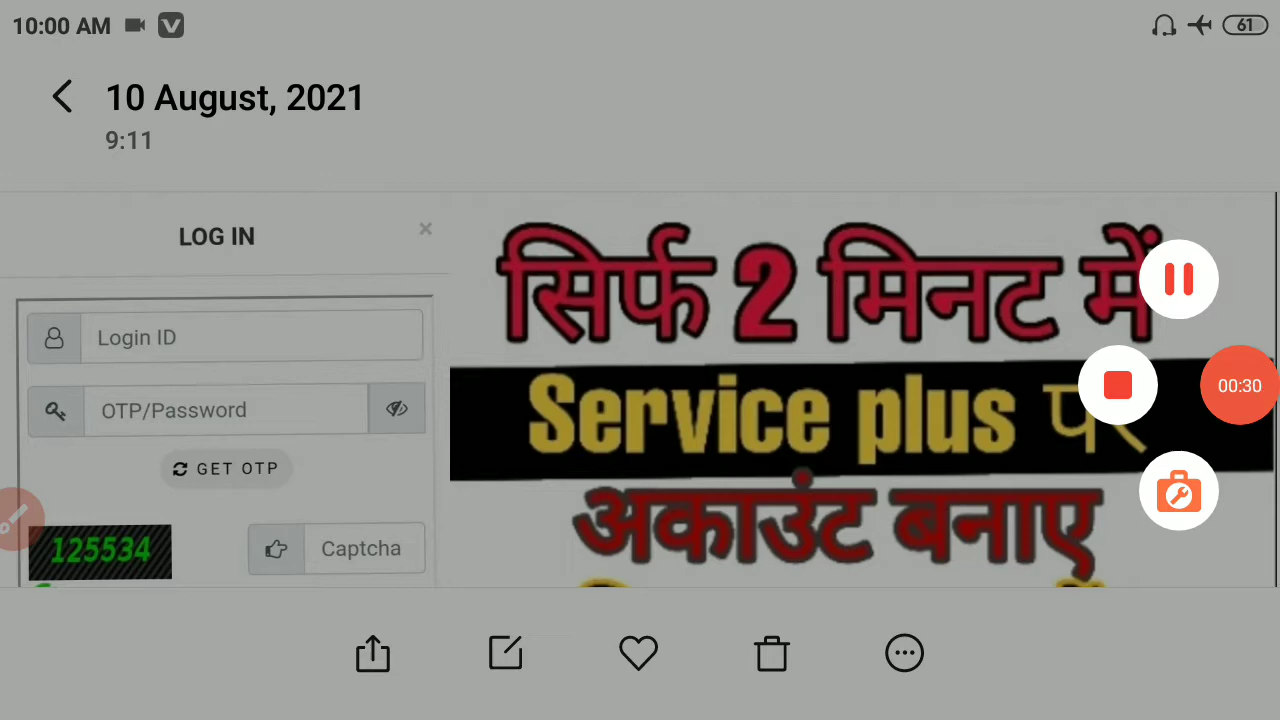 10:00 AM
61
10 August, 2021
9:11
LOG IN
×
Login ID
OTP/Password
GET OTP
125534
Captcha
सिर्फ 2 मिनट में
Service plus पर
अकाउंट बनाए
00:30